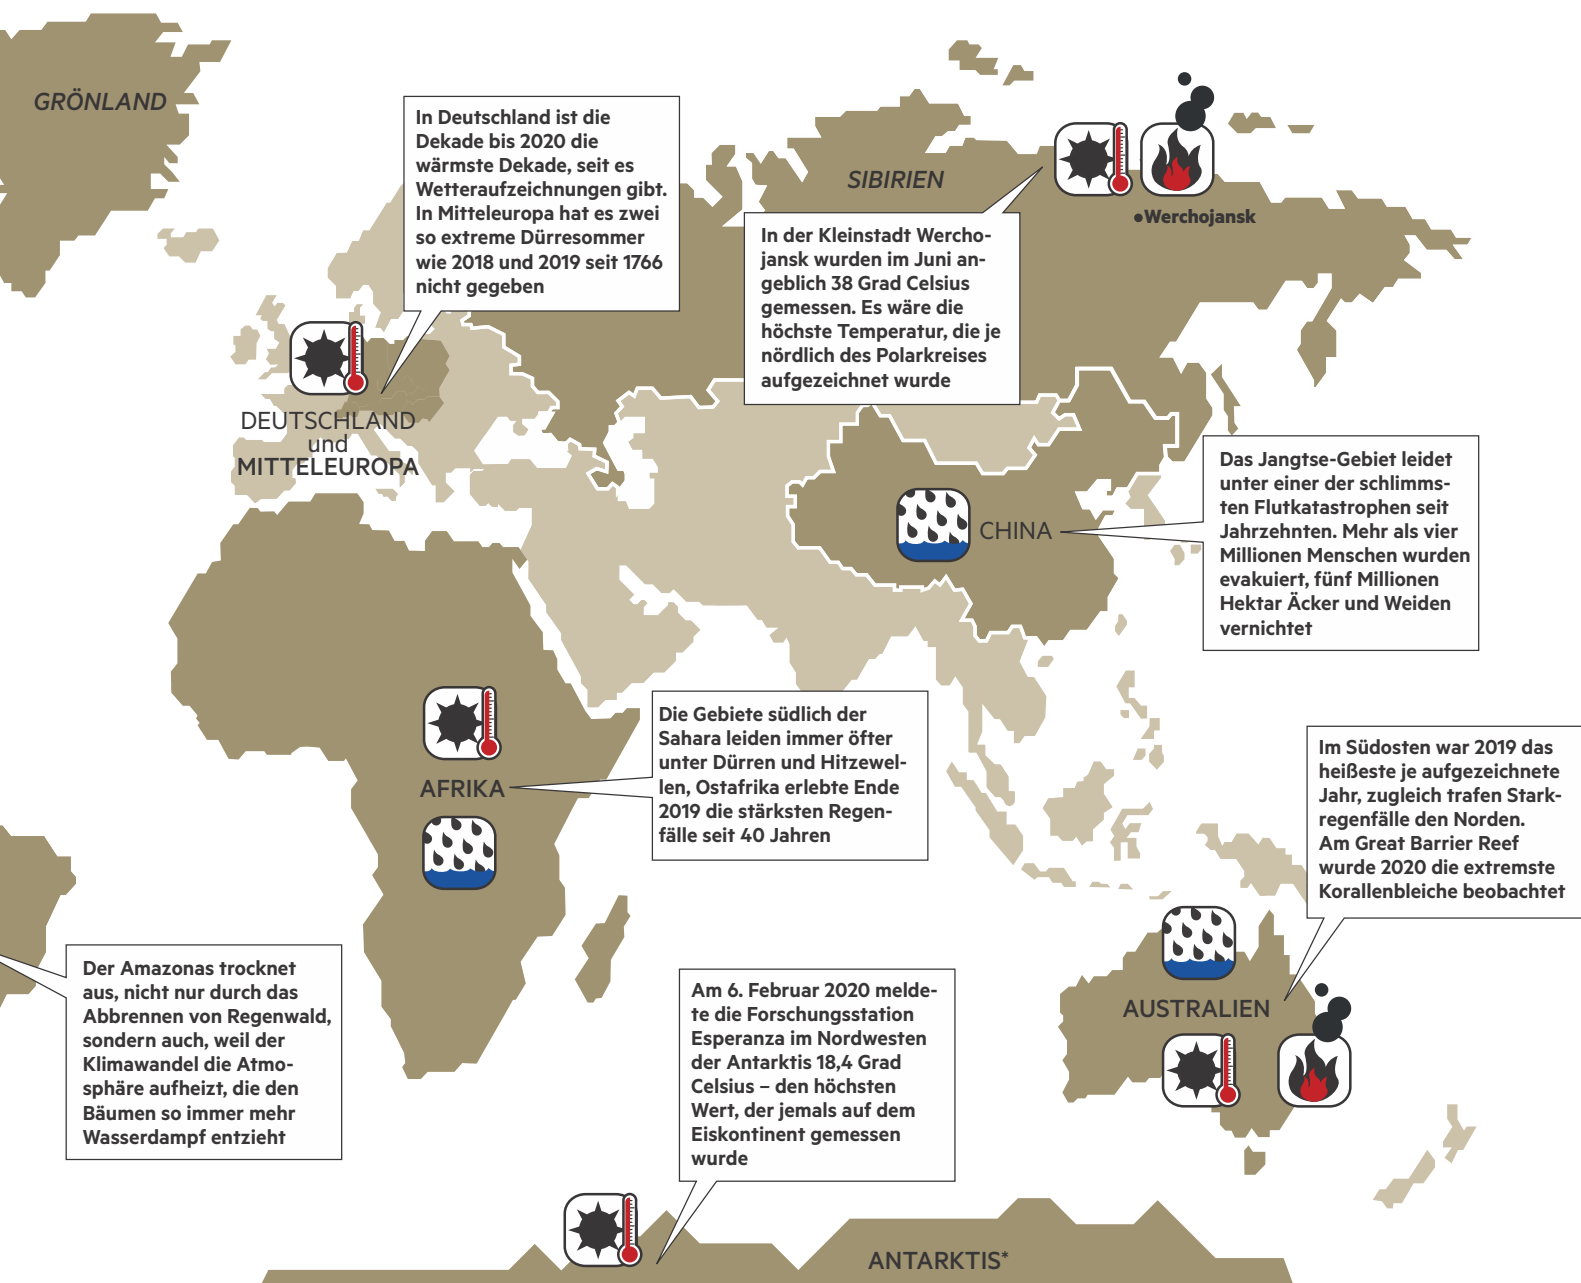 GRÖNLAND
In Deutschland ist die
Dekade bis 2020 die
wärmste Dekade, seit es
Wetteraufzeichnungen gibt.
In Mitteleuropa hat es zwei
so extreme Dürresommer
wie 2018 und 2019 seit 1766
nicht gegeben
SIBIRIEN
Werchojansk
In der Kleinstadt Wercho-
jansk wurden im Juni an-
geblich 38 Grad Celsius
gemessen. Es wäre die
höchste Temperatur, die je
nördlich des Polarkreises
aufgezeichnet wurde
DEUTSCHLAND
und
MITTELEUROPA
CHINA
Das Jangtse-Gebiet leidet
unter einer der schlimms-
ten Flutkatastrophen seit
Jahrzehnten. Mehr als vier
Millionen Menschen wurden
evakuiert, fünf Millionen
Hektar Äcker und Weiden
vernichtet
AFRIKA
Die Gebiete südlich der
Sahara leiden immer öfter
unter Dürren und Hitzewel-
len, Ostafrika erlebte Ende
2019 die stärksten Regen-
fälle seit 40 Jahren
Im Südosten war 2019 das
heißeste je aufgezeichnete
Jahr, zugleich trafen Stark-
regenfälle den Norden.
Am Great Barrier Reef
wurde 2020 die extremste
Korallenbleiche beobachtet
AUSTRALIEN
Der Amazonas trocknet
aus, nicht nur durch das
Abbrennen von Regenwald,
sondern auch, weil der
Klimawandel die Atmo-
sphäre aufheizt, die den
Bäumen so immer mehr
Wasserdampf entzieht
Am 6. Februar 2020 melde-
te die Forschungsstation
Esperanza im Nordwesten
der Antarktis 18,4 Grad
Celsius – den höchsten
Wert, der jemals auf dem
Eiskontinent gemessen
wurde
ANTARKTIS*